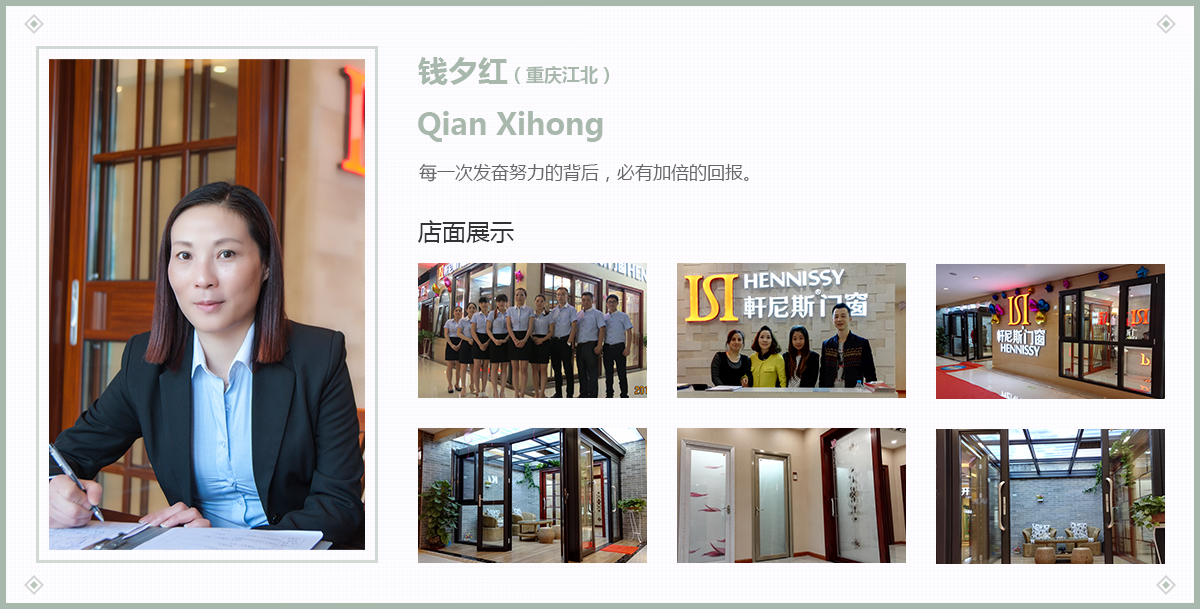 钱夕红（重庆江北）
Qian Xihong
每一次发奋努力的背后，必有加倍的回报。
店面展示
HENNISSY
軒尼斯®门窗
軒尼斯门窗
HENNISSY